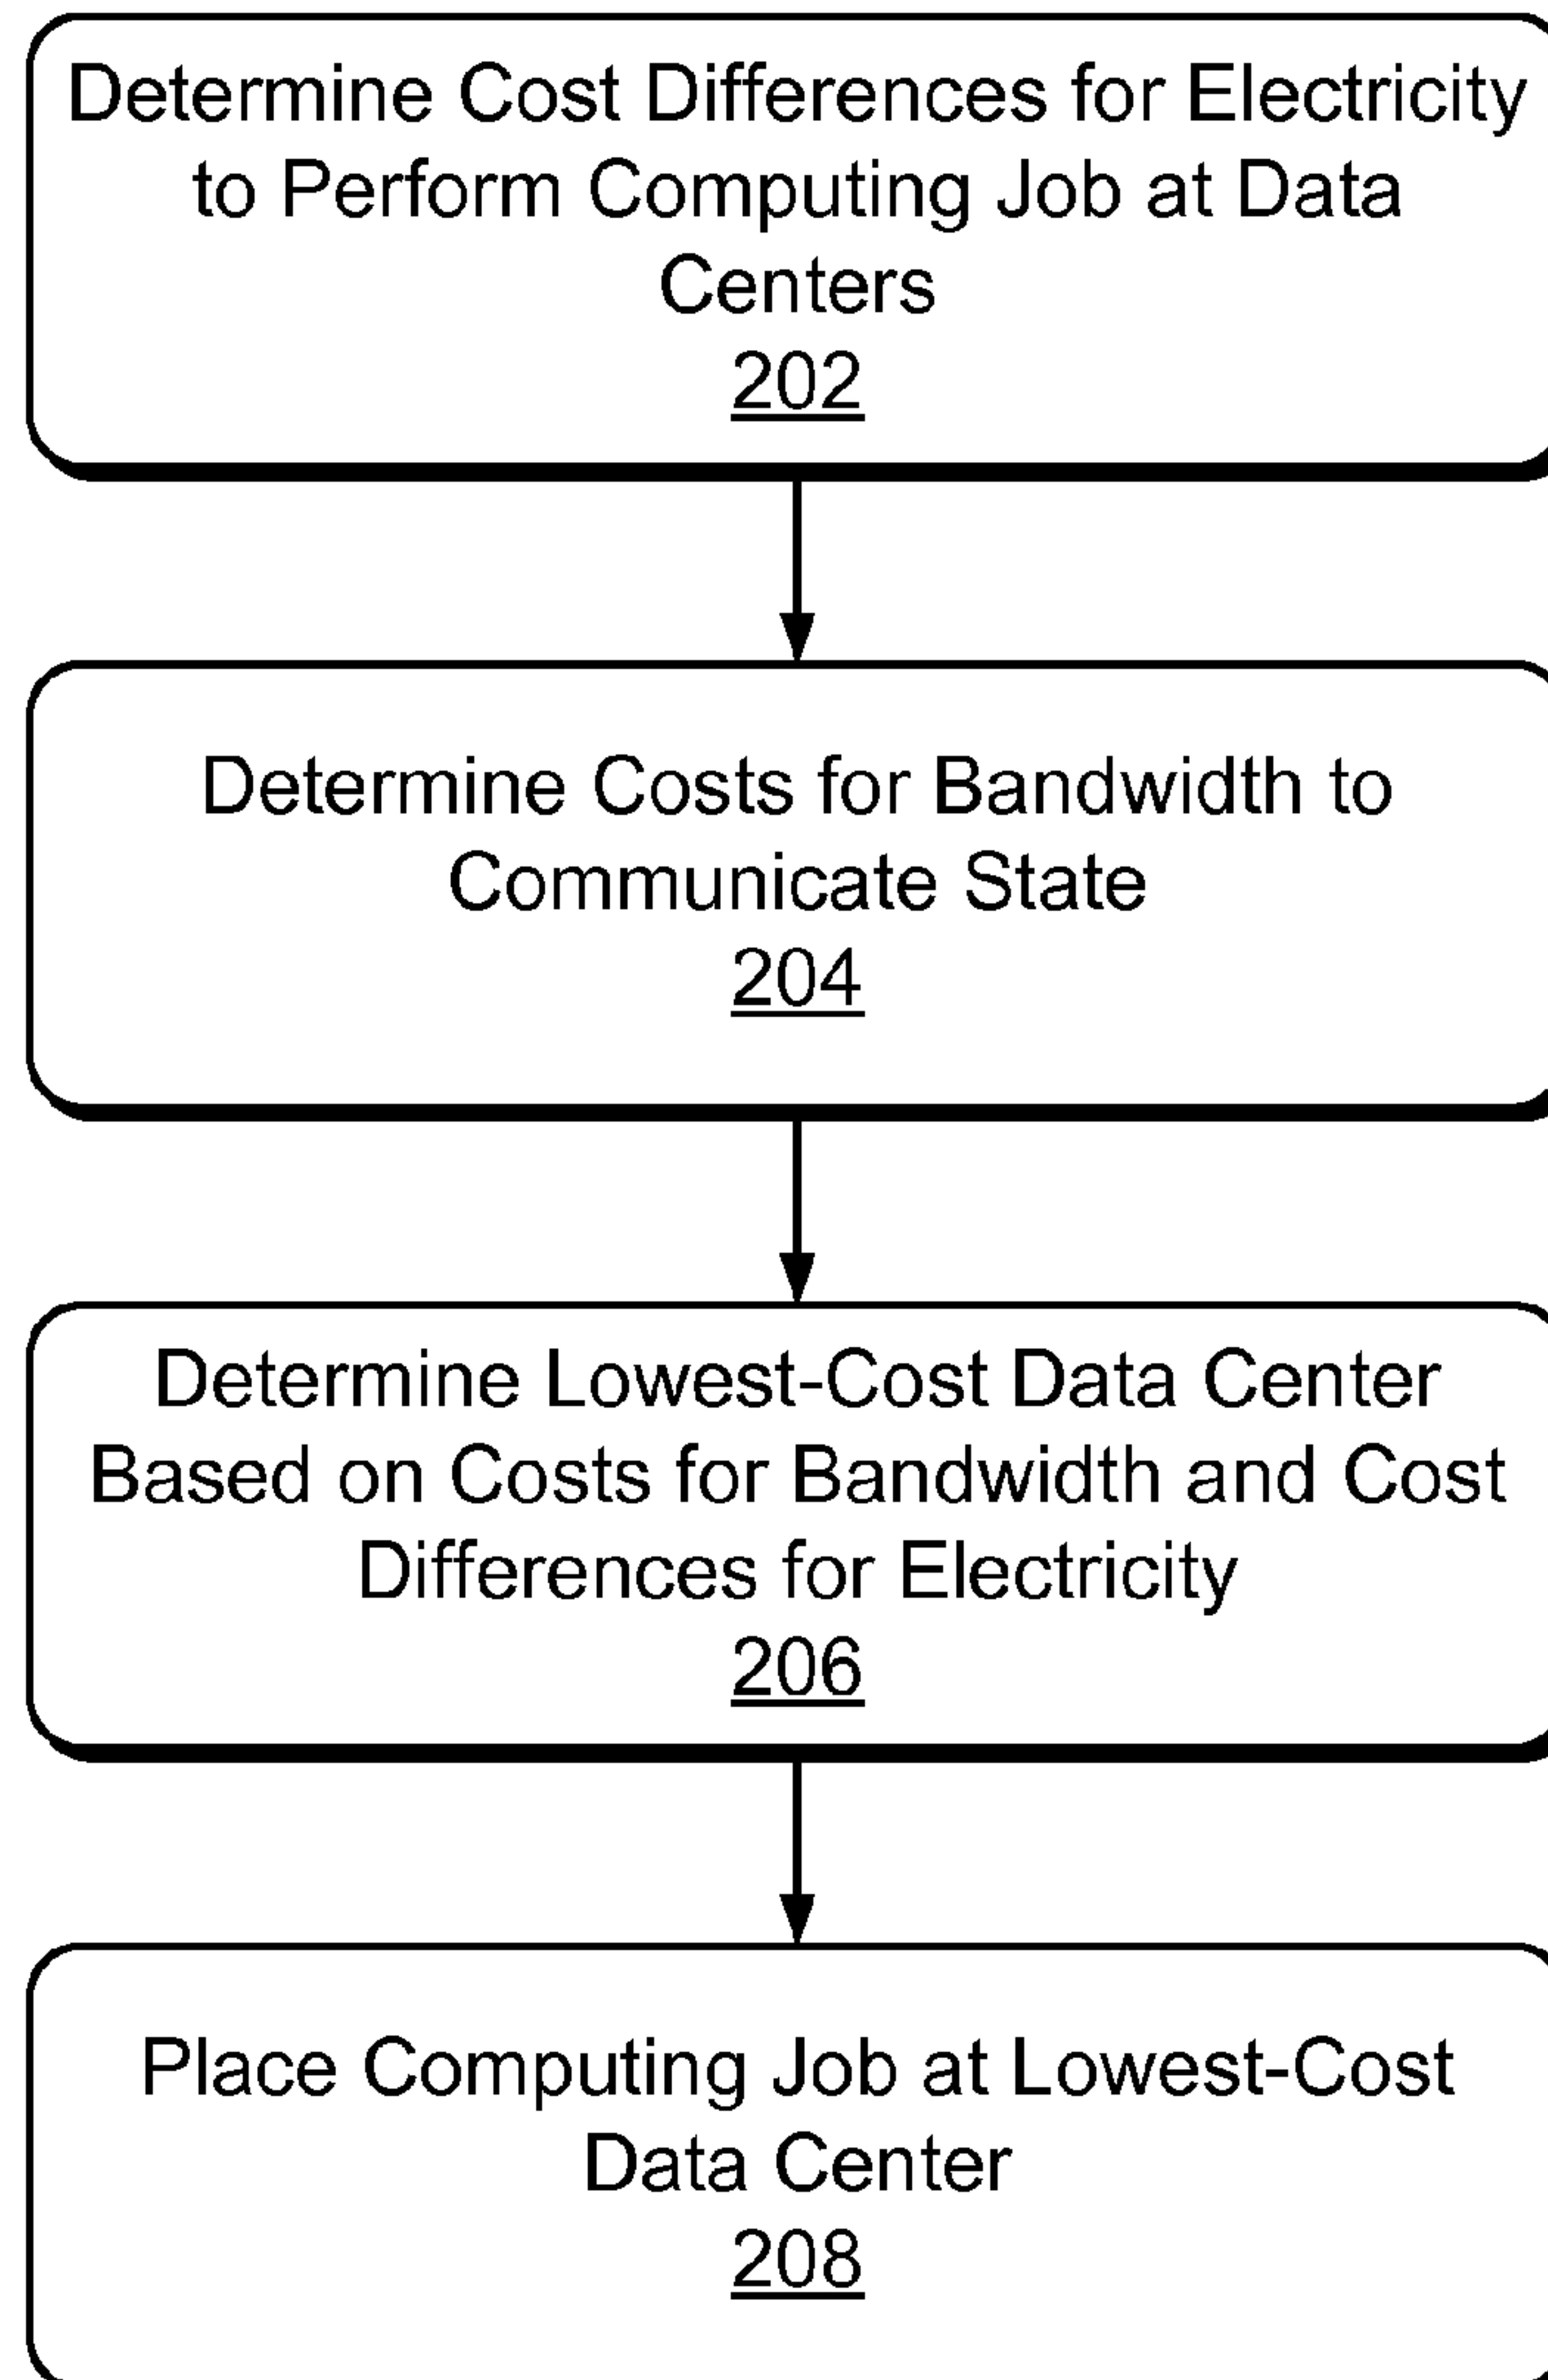 Determine Cost Differences for Electricity
to Perform Computing Job at Data
Centers
202
Determine Costs for Bandwidth to
Communicate State
204
Determine Lowest-Cost Data Center
Based on Costs for Bandwidth and Cost
Differences for Electricity
206
Place Computing Job at Lowest-Cost
Data Center
208